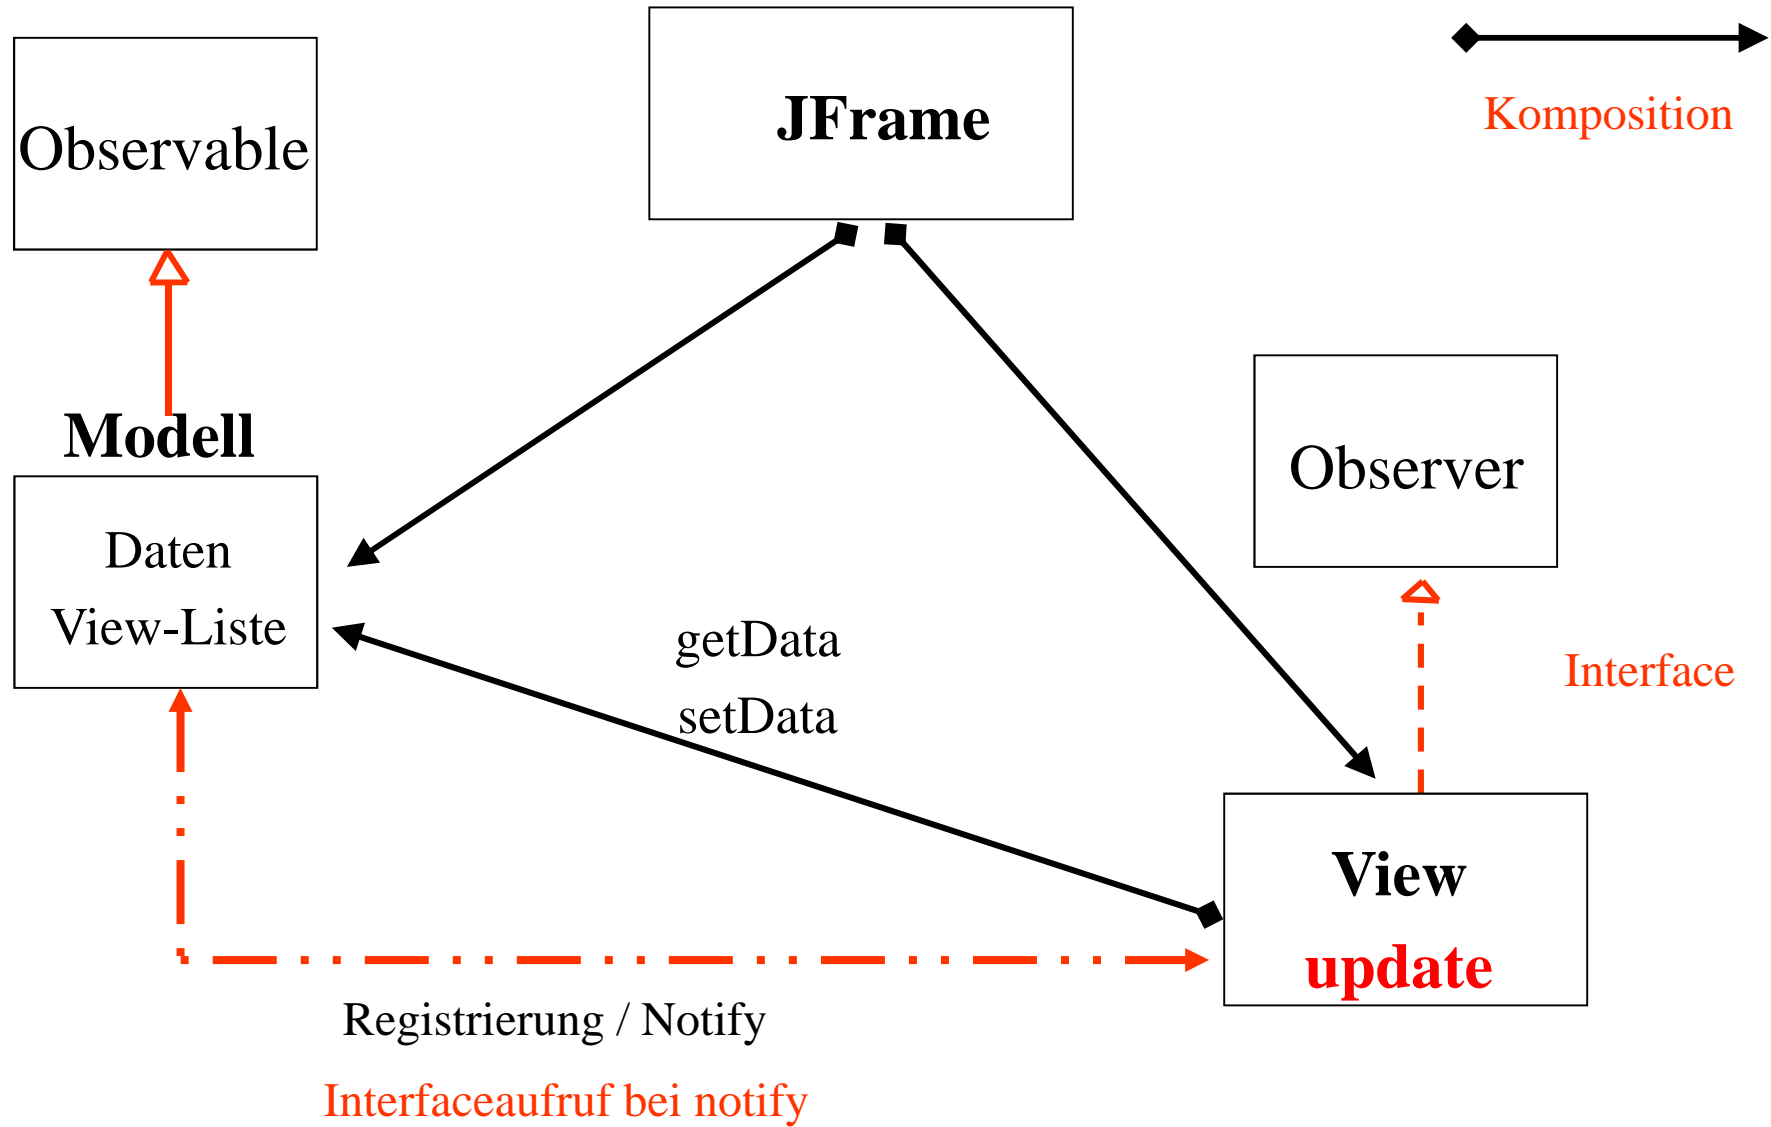 JFrame
Komposition
Observable
Modell
Daten
View-Liste
Observer
getData
setData
Interface
View
update
Registrierung / Notify
Interfaceaufruf bei notify